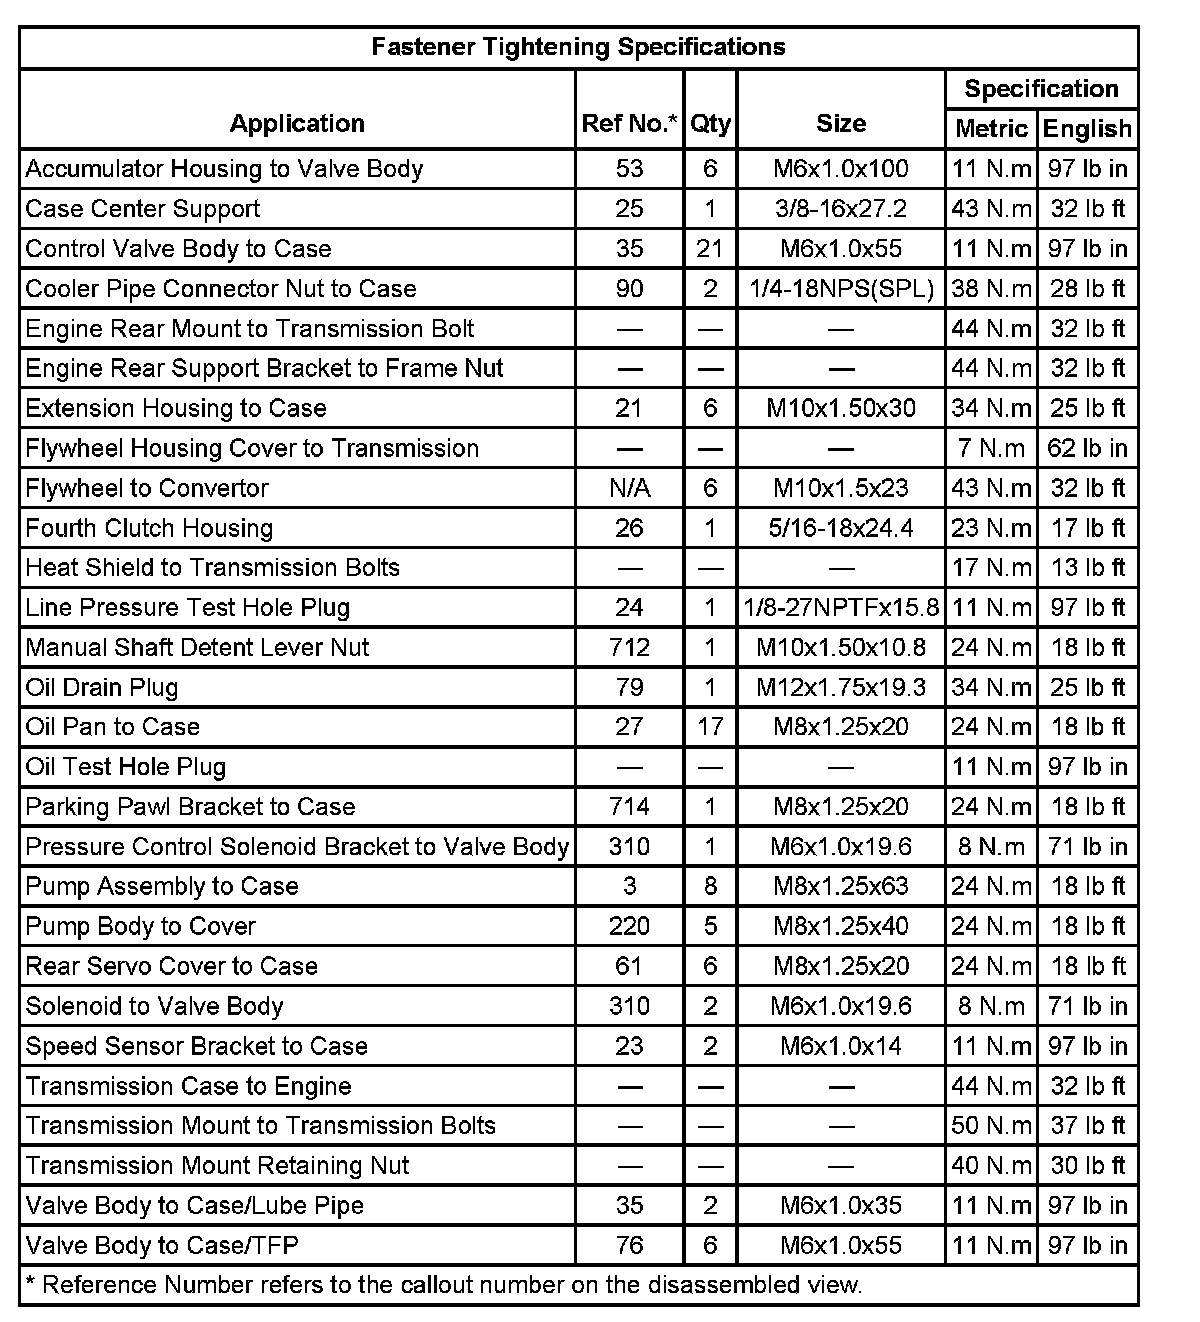 Fastener Tightening Specifications
Application Ref No.* Qty Size Specification
Metric English
Accumulator Housing to Valve Body 53 6 M6x1.0x100 11 N.m 97 lb in
Case Center Support 25 1 3/8-16x27.2 43 N.m 32 lb ft
Control Valve Body to Case 35 21 M6x1.0x55 11 N.m 97 lb in
Cooler Pipe Connector Nut to Case 90 2 1/4-18NPS(SPL) 38 N.m 28 lb ft
Engine Rear Mount to Transmission Bolt — — — 44 N.m 32 lb ft
Engine Rear Support Bracket to Frame Nut — — — 44 N.m 32 lb ft
Extension Housing to Case 21 6 M10x1.50x30 34 N.m 25 lb ft
Flywheel Housing Cover to Transmission — — — 7 N.m 62 lb in
Flywheel to Convertor N/A 6 M10x1.5x23 43 N.m 32 lb ft
Fourth Clutch Housing 26 1 5/16-18x24.4 23 N.m 17 lb ft
Heat Shield to Transmission Bolts — — — 17 N.m 13 lb ft
Line Pressure Test Hole Plug 24 1 1/8-27NPTFx15.8 11 N.m 97 lb ft
Manual Shaft Detent Lever Nut 712 1 M10x1.50x10.8 24 N.m 18 lb ft
Oil Drain Plug 79 1 M12x1.75x19.3 34 N.m 25 lb ft
Oil Pan to Case 27 17 M8x1.25x20 24 N.m 18 lb ft
Oil Test Hole Plug — — — 11 N.m 97 lb in
Parking Pawl Bracket to Case 714 1 M8x1.25x20 24 N.m 18 lb ft
Pressure Control Solenoid Bracket to Valve Body 310 1 M6x1.0x19.6 8 N.m 71 lb in
Pump Assembly to Case 3 8 M8x1.25x63 24 N.m 18 lb ft
Pump Body to Cover 220 5 M8x1.25x40 24 N.m 18 lb ft
Rear Servo Cover to Case 61 6 M8x1.25x20 24 N.m 18 lb ft
Solenoid to Valve Body 310 2 M6x1.0x19.6 8 N.m 71 lb in
Speed Sensor Bracket to Case 23 2 M6x1.0x14 11 N.m 97 lb in
Transmission Case to Engine — — — 44 N.m 32 lb ft
Transmission Mount to Transmission Bolts — — — 50 N.m 37 lb ft
Transmission Mount Retaining Nut — — — 40 N.m 30 lb ft
Valve Body to Case/Lube Pipe 35 2 M6x1.0x35 11 N.m 97 lb in
Valve Body to Case/TFP 76 6 M6x1.0x55 11 N.m 97 lb in
* Reference Number refers to the callout number on the disassembled view.